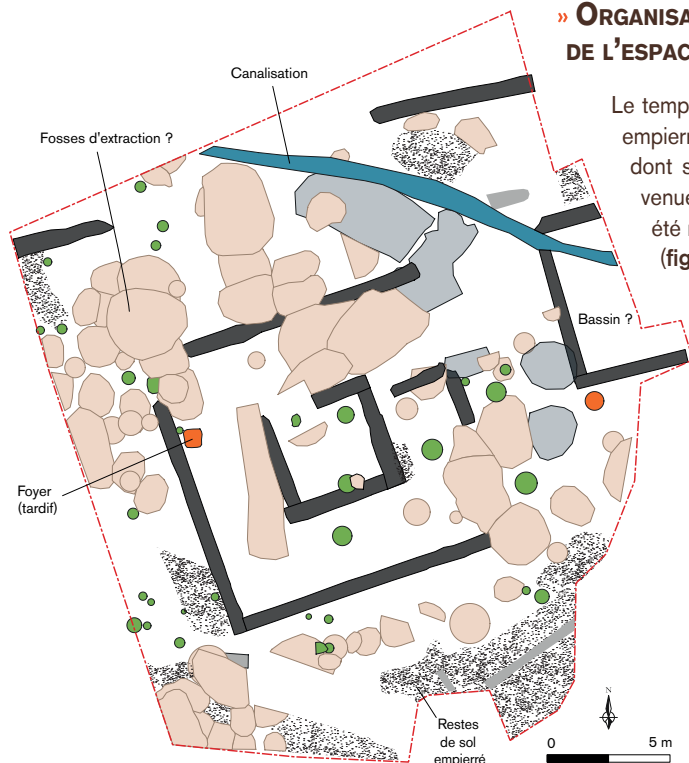 » ORGANISA
DE L'ESPAC
Le temp
empierr
dont s
venue
été r
(fig
Canalisation
Fosses d'extraction ?
Bassin ?
Foyer
(tardif)
Restes
de sol
empierré
N
0 5 m